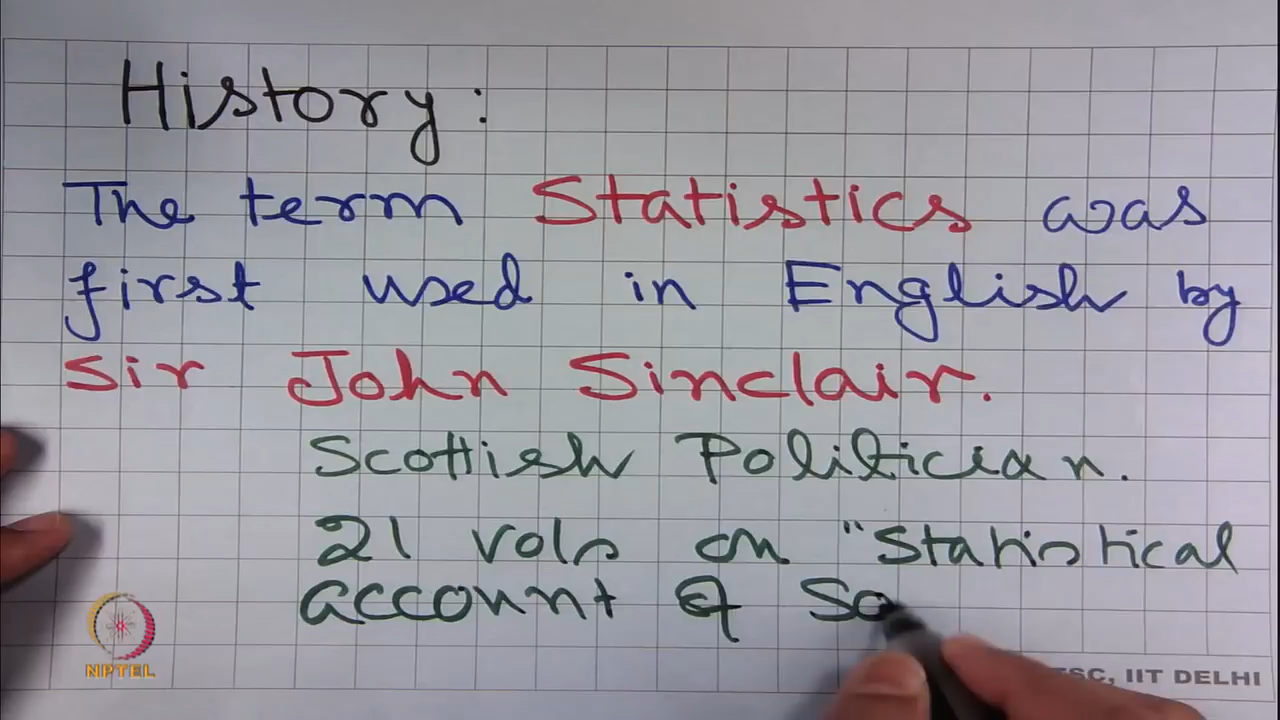 History:
The term Statistics was
first used in English by
Sir John Sinclair.
Scottish Politician.
21 vols on "Statistical
account of Sc
NPTEL
TSC, IIT DELHI